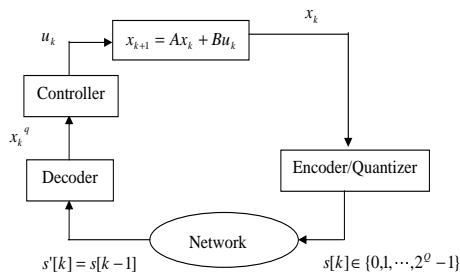 x_k
u_k
x_{k+1} = Ax_k + Bu_k
Controller
x_k^q
Encoder/Quantizer
Decoder
Network
s'[k] = s[k−1]
s[k] ∈ {0,1,⋯,2^Q −1}